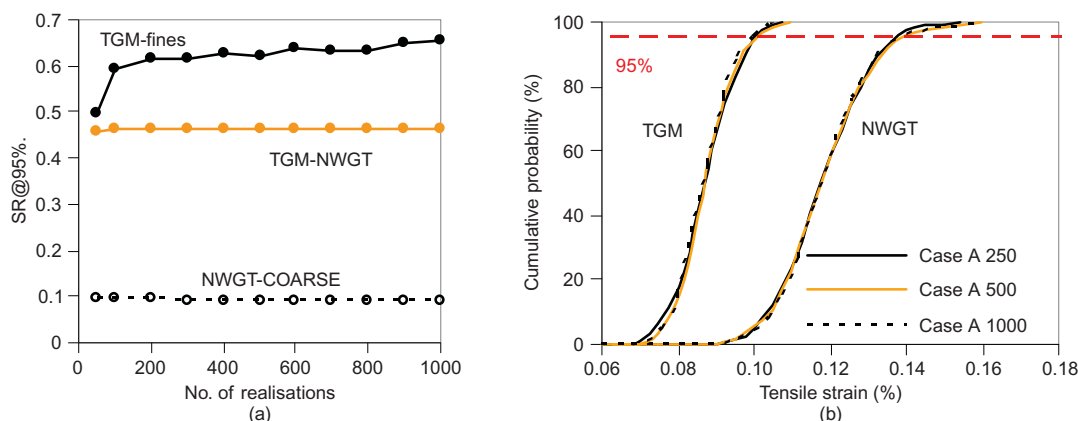 0.7
0.6
0.5
0.4
0.3
0.2
0.1
0
SR@95%.
TGM-fines
TGM-NWGT
NWGT-COARSE
0 200 400 600 800 1000
No. of realisations
(a)
100
80
60
40
20
0
Cumulative probability (%)
95%
TGM
NWGT
Case A 250
Case A 500
Case A 1000
0.06 0.08 0.10 0.12 0.14 0.16 0.18
Tensile strain (%)
(b)